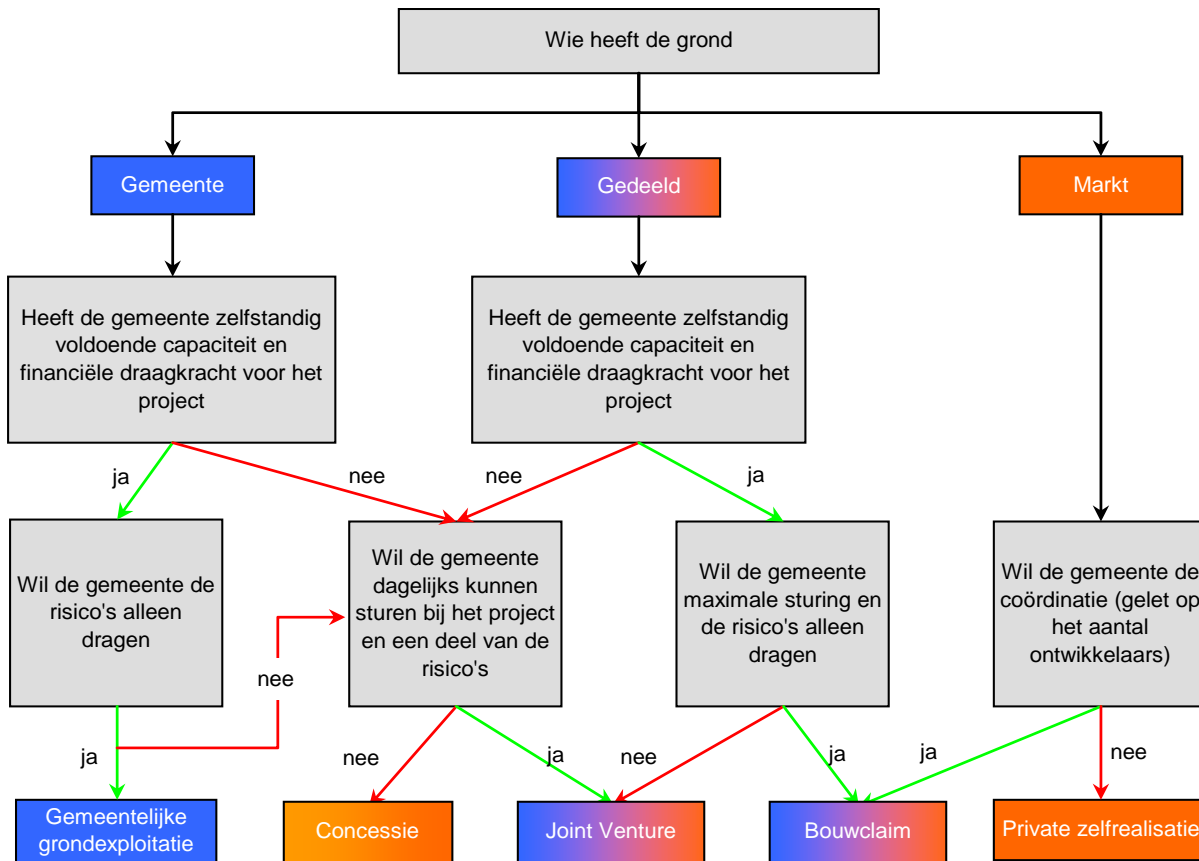 Wie heeft de grond
Gemeente
Gedeeld
Markt
Heeft de gemeente zelfstandig
voldoende capaciteit en
financiële draagkracht voor het
project
Heeft de gemeente zelfstandig
voldoende capaciteit en
financiële draagkracht voor het
project
ja
nee
nee
ja
Wil de gemeente de
risico's alleen
dragen
Wil de gemeente
dagelijks kunnen
sturen bij het project
en een deel van de
risico's
Wil de gemeente
maximale sturing en
de risico's alleen
dragen
Wil de gemeente de
coördinatie (gelet op
het aantal
ontwikkelaars)
nee
ja
nee
ja
nee
ja
ja
nee
Gemeentelijke
grondexploitatie
Concessie
Joint Venture
Bouwclaim
Private zelfrealisatie